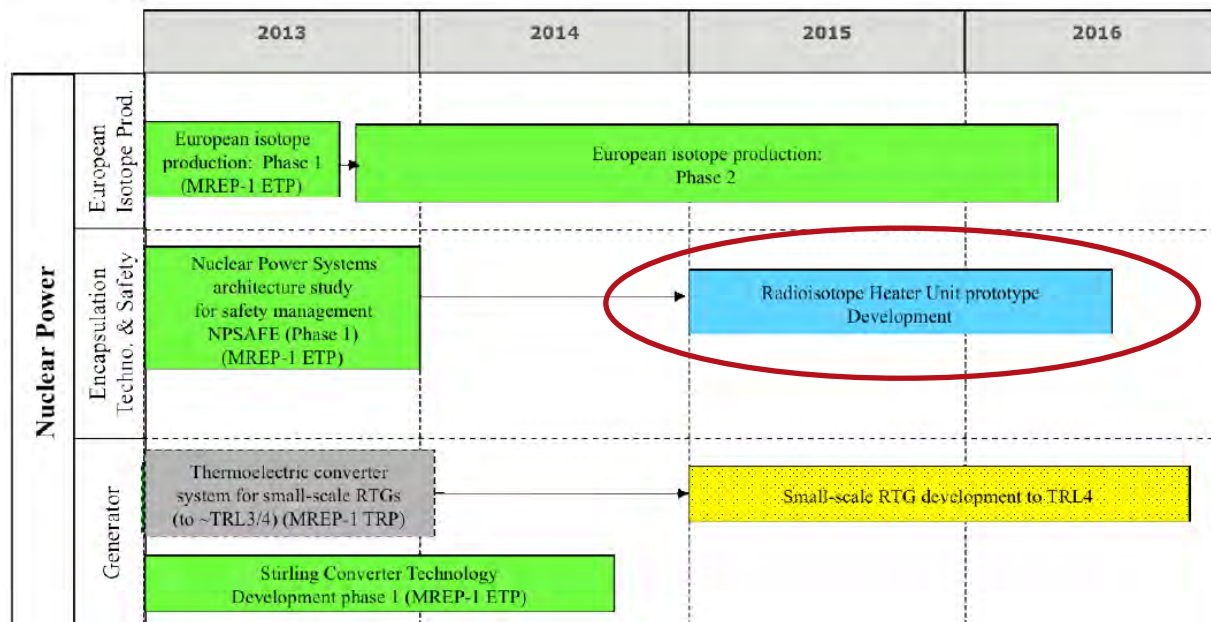 2013
2014
2015
2016
Nuclear Power
European
Isotope Prod.
European isotope
production: Phase 1
(MREP-1 ETP)
European isotope production:
Phase 2
Encapsulation
Techno. & Safety
Nuclear Power Systems
architecture study
for safety management
NPSAFE (Phase 1)
(MREP-1 ETP)
Radioisotope Heater Unit prototype
Development
Generator
Thermoelectric converter
system for small-scale RTGs
(to ~TRL3/4) (MREP-1 TRP)
Small-scale RTG development to TRL4
Stirling Converter Technology
Development phase 1 (MREP-1 ETP)